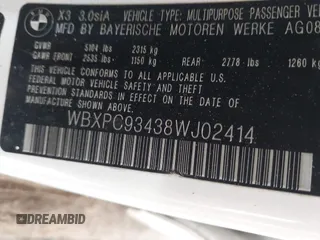 X3 3.0siA VEHICLE TYPE: MULTIPURPOSE PASSENGER VE
MFD BY BAYERISCHE MOTOREN WERKE AG08
GVWR 5104 LBS 2315 kg
GAWR FRONT: 2535 LBS 1150 kg REAR: 2778 LBS 1260 kg
THIS VEHICLE CONFORMS TO ALL APPLICABLE
FEDERAL MOTOR VEHICLE SAFETY AND THEFT
PREVENTION STANDARDS IN EFFECT ON THE
DATE OF MANUFACTURE SHOWN ABOVE
WBXPC93438WJ02414
DREAMBID